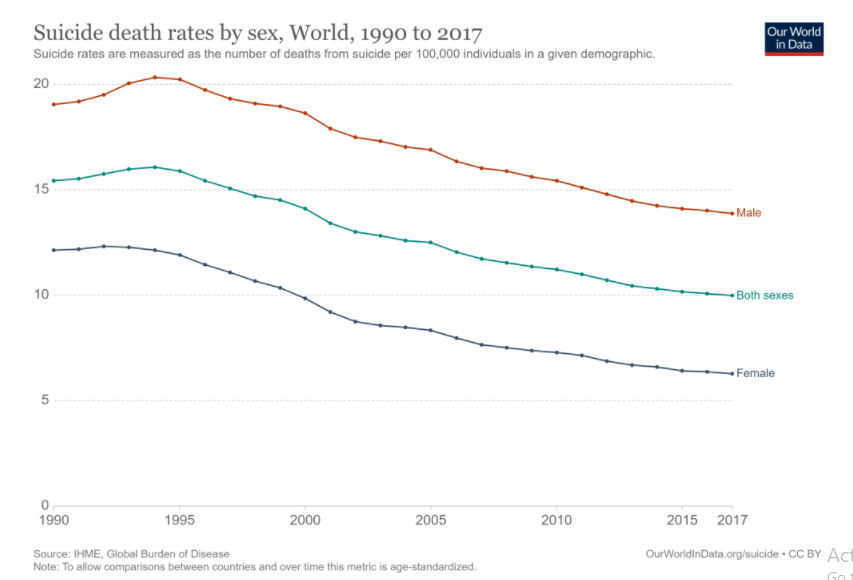 Suicide death rates by sex, World, 1990 to 2017
Suicide rates are measured as the number of deaths from suicide per 100,000 individuals in a given demographic.
Our World
in Data
20
15
10
5
0
Male
Both sexes
Female
1990
1995
2000
2005
2010
2015
2017
Source: IHME, Global Burden of Disease
Note: To allow comparisons between countries and over time this metric is age-standardized.
OurWorldInData.org/suicide • CC BY
Act
Go t